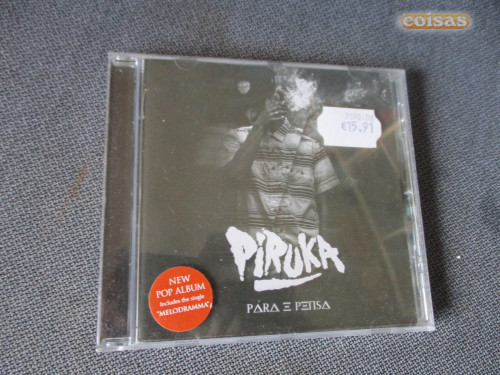 coisas
€15.91
PIRUKA
PÁRA E PENSA
NEW
POP ALBUM
Includes the single
"MELODRAMMA"